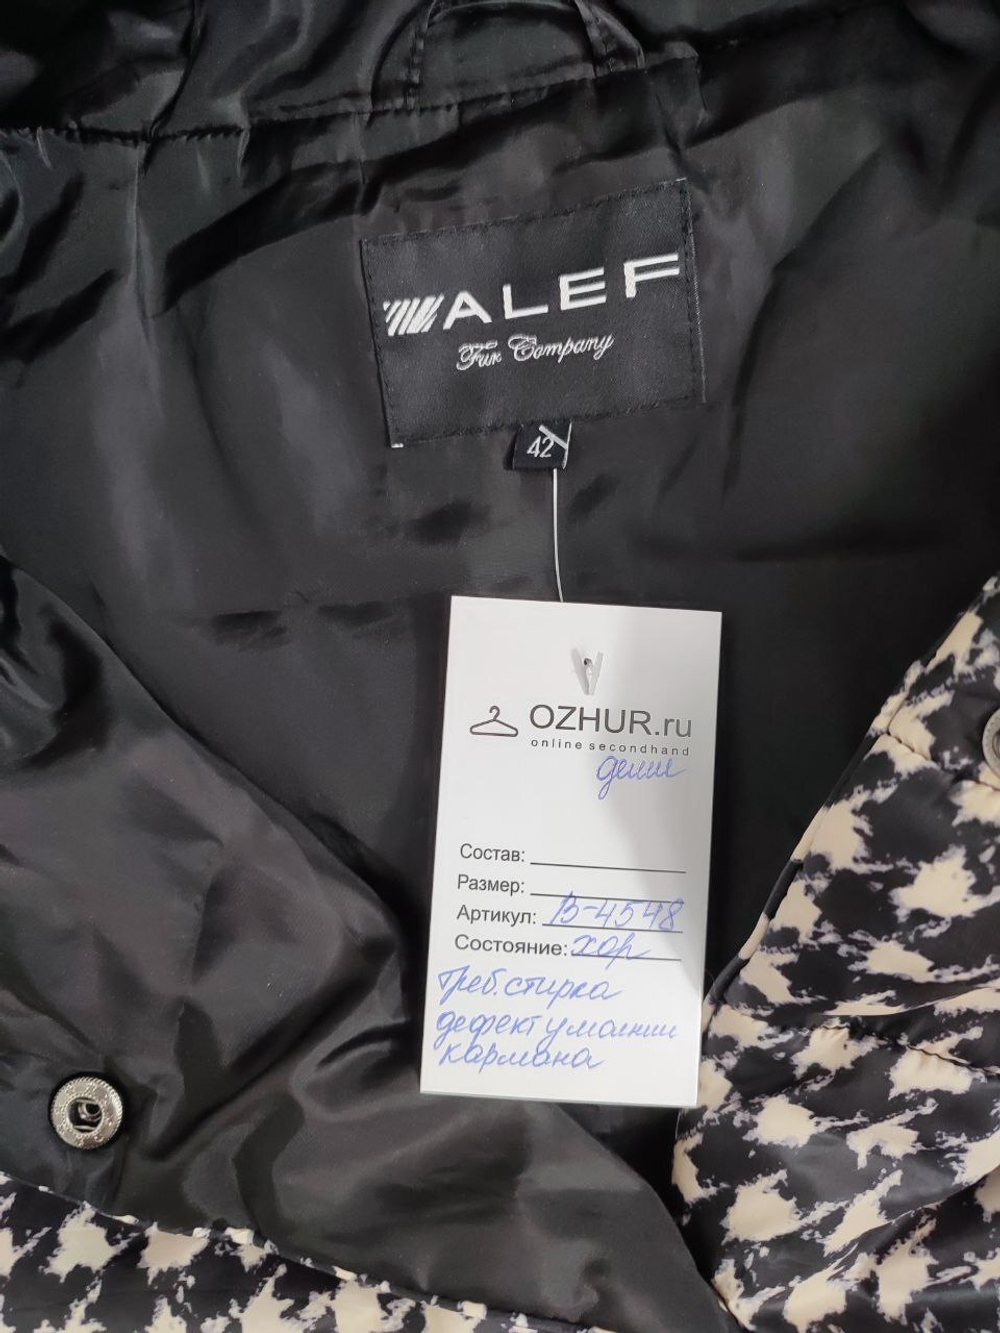 ALEF
Fur Company
42
OZHUR.ru
online secondhand
деми
Состав:
Размер:
Артикул: В-4548
Состояние: хор
Треб. стирка
дефект у молнии
кармана